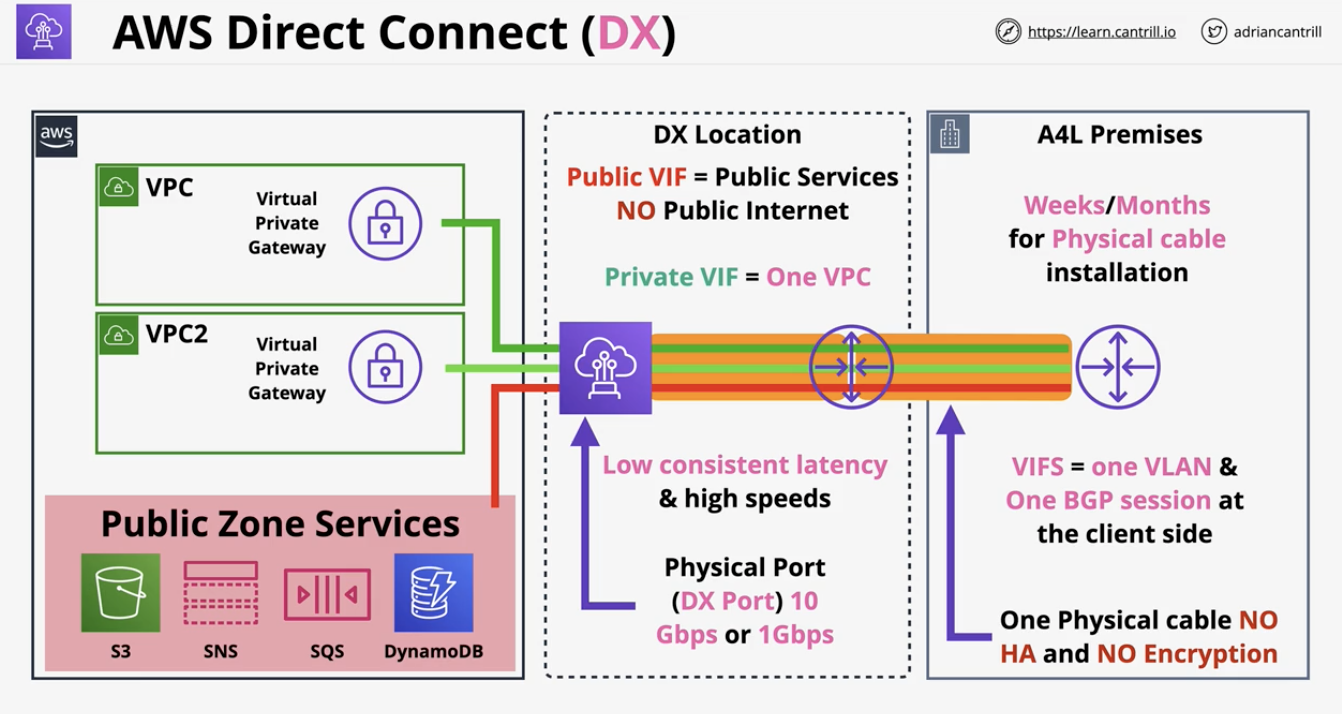 AWS Direct Connect (DX)
https://learn.cantrill.io
adriancantrill
aws
VPC
Virtual
Private
Gateway
VPC2
Virtual
Private
Gateway
Public Zone Services
S3
SNS
SQS
DynamoDB
DX Location
Public VIF = Public Services
NO Public Internet
Private VIF = One VPC
Low consistent latency
& high speeds
Physical Port
(DX Port) 10
Gbps or 1Gbps
A4L Premises
Weeks/Months
for Physical cable
installation
VIFS = one VLAN &
One BGP session at
the client side
One Physical cable NO
HA and NO Encryption